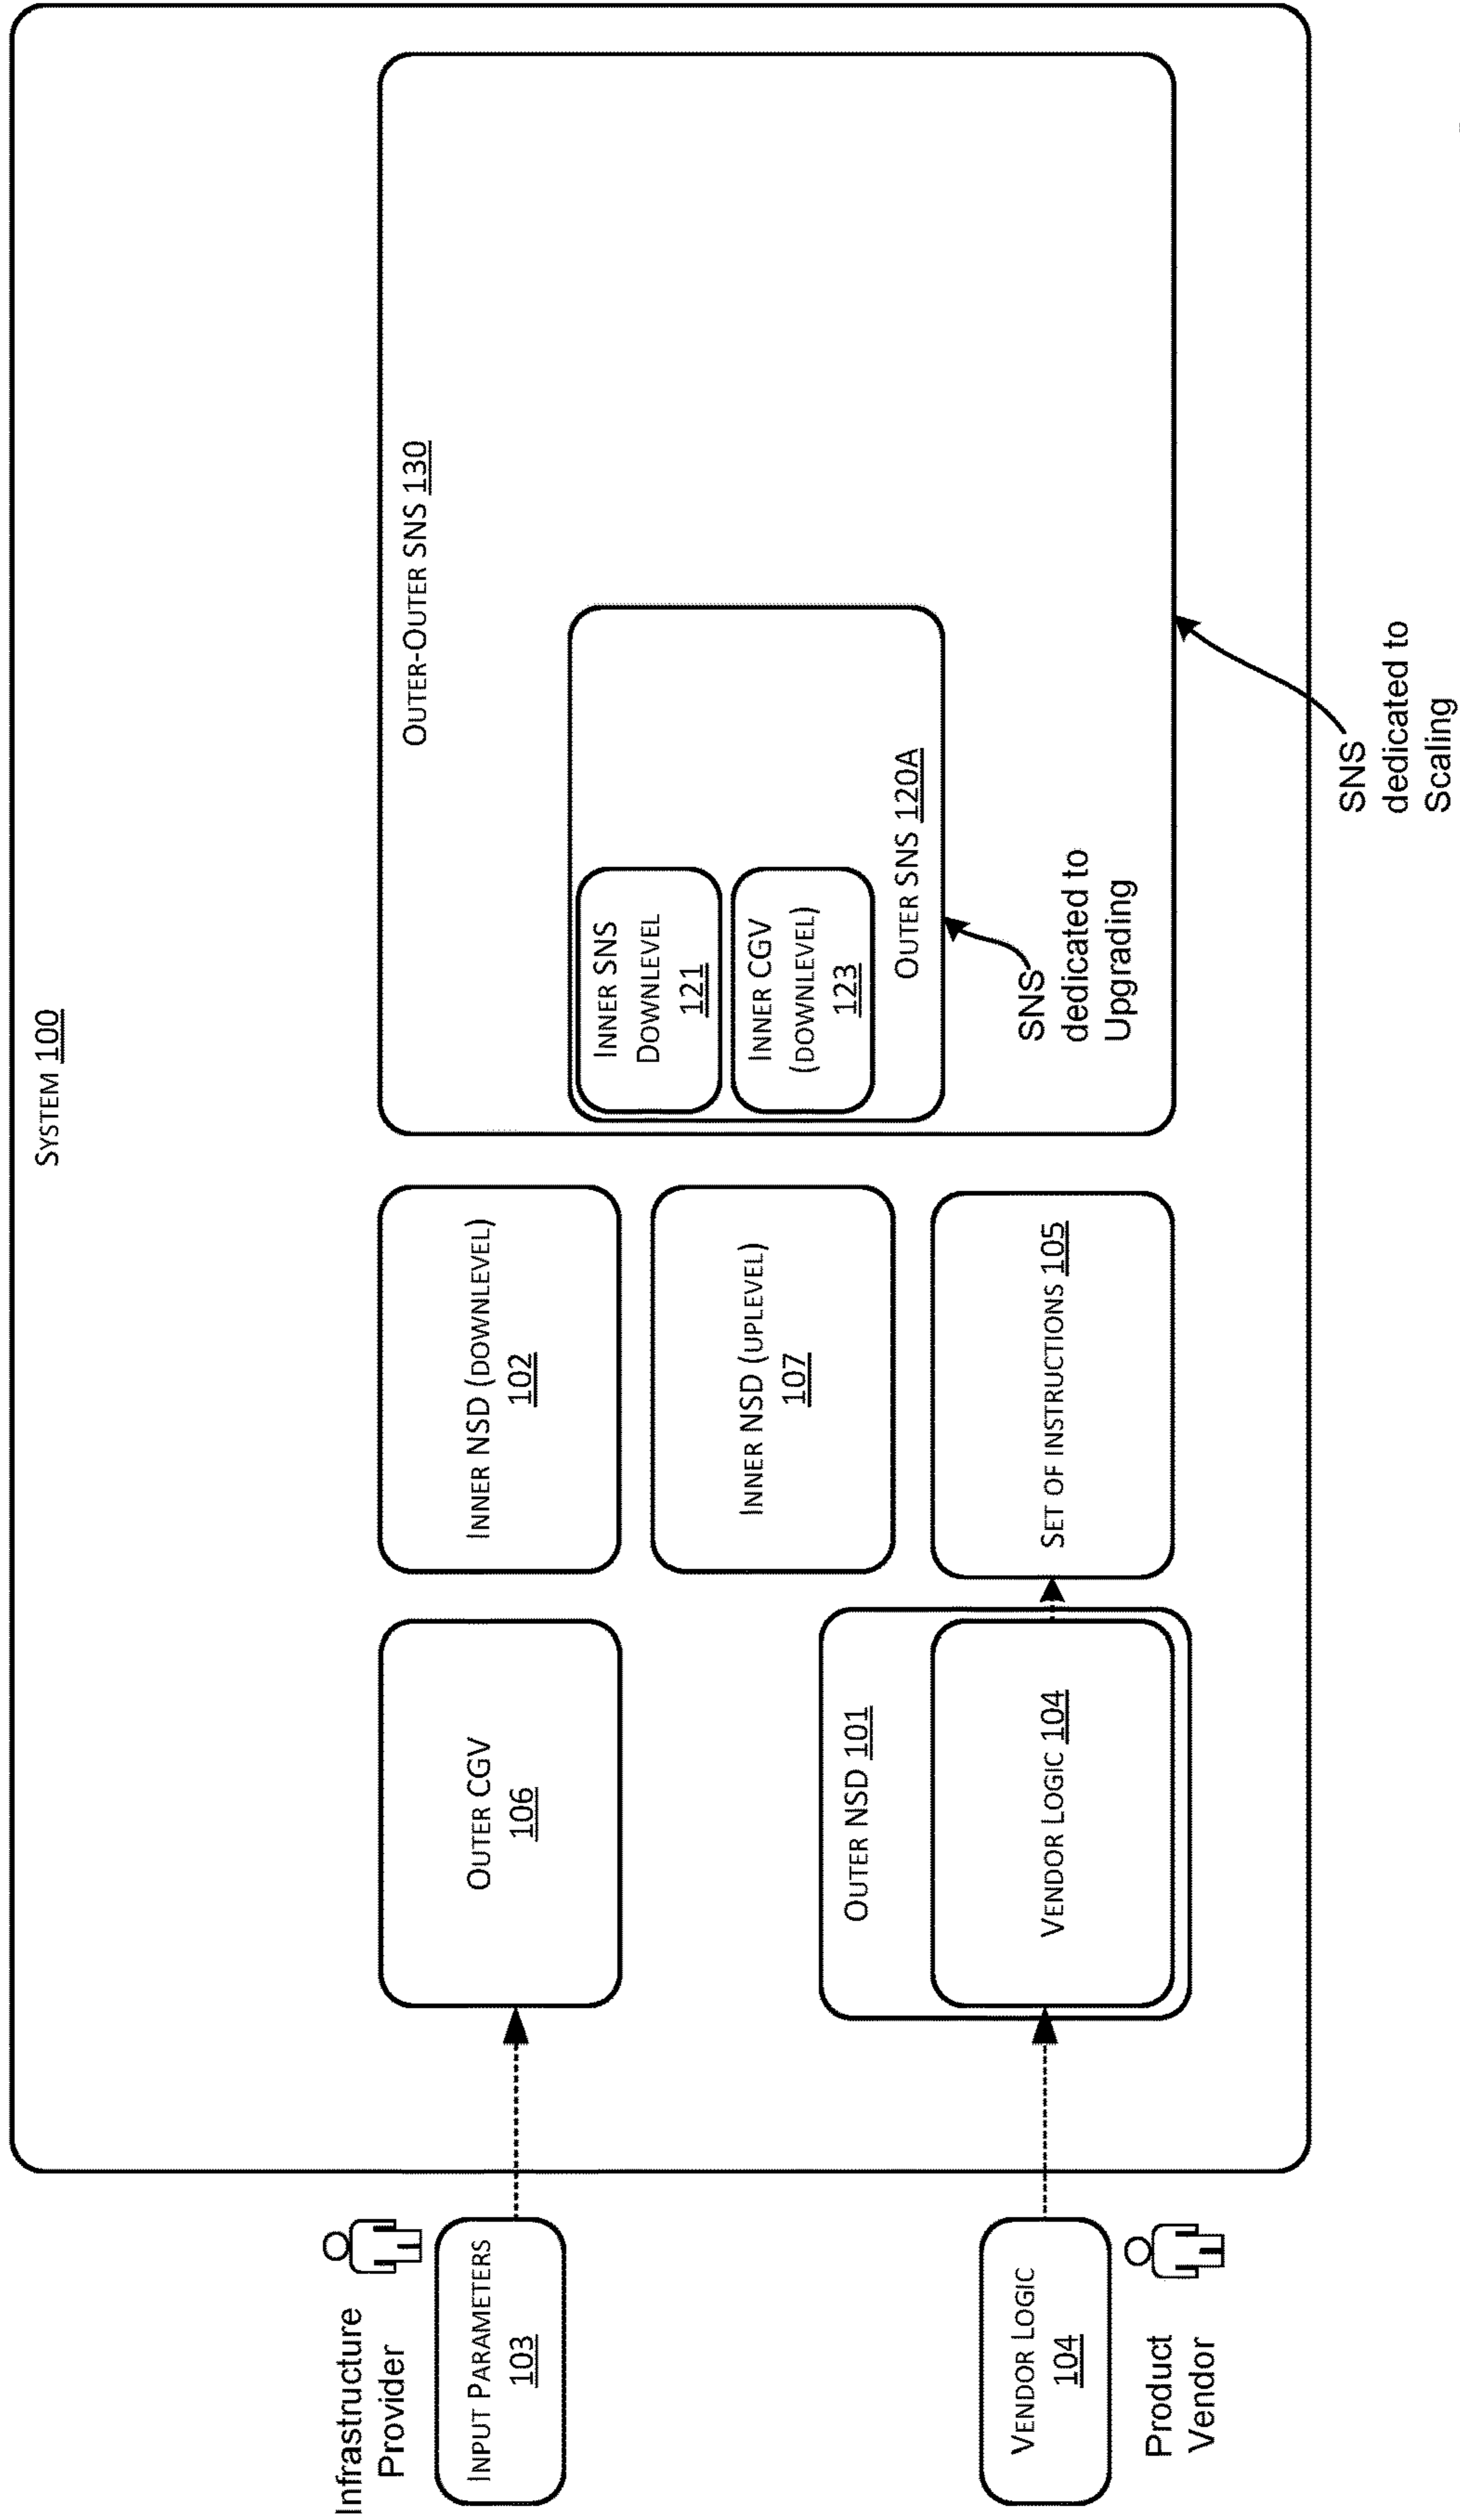 SYSTEM 100
Infrastructure
Provider
INPUT PARAMETERS
103
OUTER CGV
106
INNER NSD (DOWNLEVEL)
102
OUTER-OUTER SNS 130
INNER SNS
DOWNLEVEL
121
INNER CGV
(DOWNLEVEL)
123
OUTER SNS 120A
SNS
dedicated to
Upgrading
INNER NSD (UPLEVEL)
107
OUTER NSD 101
VENDOR LOGIC 104
SET OF INSTRUCTIONS 105
VENDOR LOGIC
104
Product
Vendor
SNS
dedicated to
Scaling